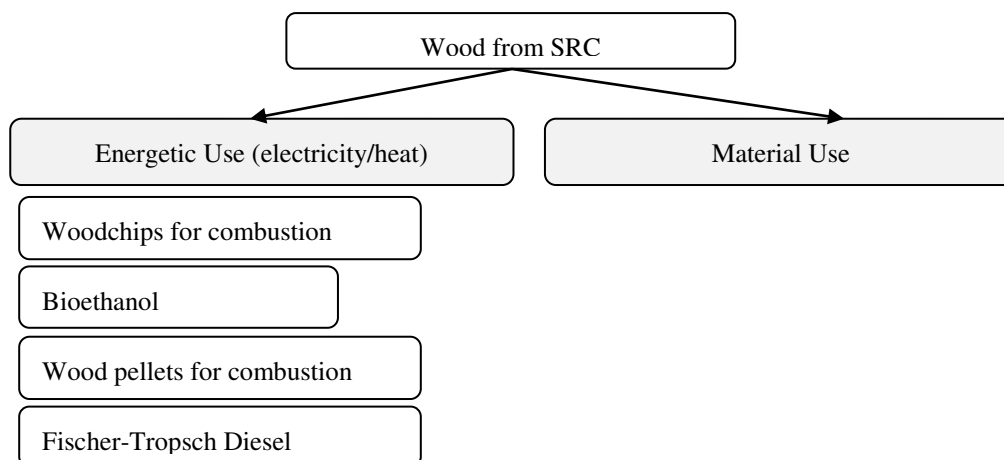 Wood from SRC
Energetic Use (electricity/heat)
Material Use
Woodchips for combustion
Bioethanol
Wood pellets for combustion
Fischer-Tropsch Diesel